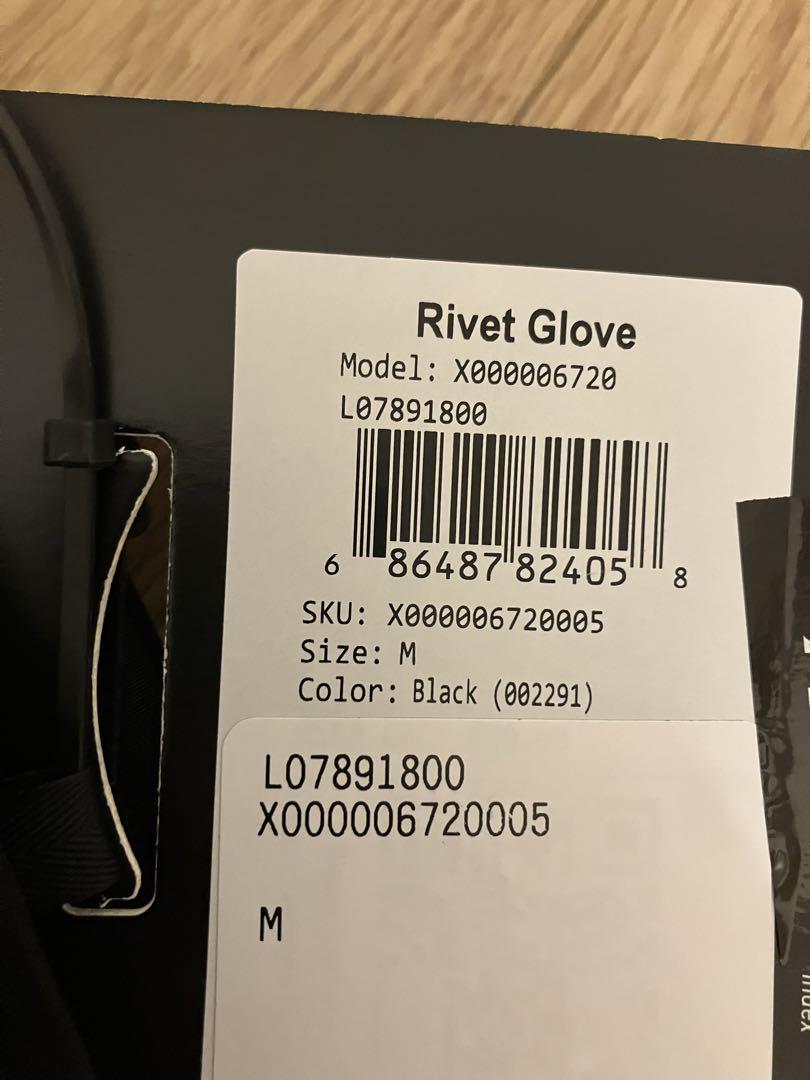 Rivet Glove
Model: X000006720
L07891800
6 86487 82405 8
SKU: X000006720005
Size: M
Color: Black (002291)
L07891800
X000006720005
M